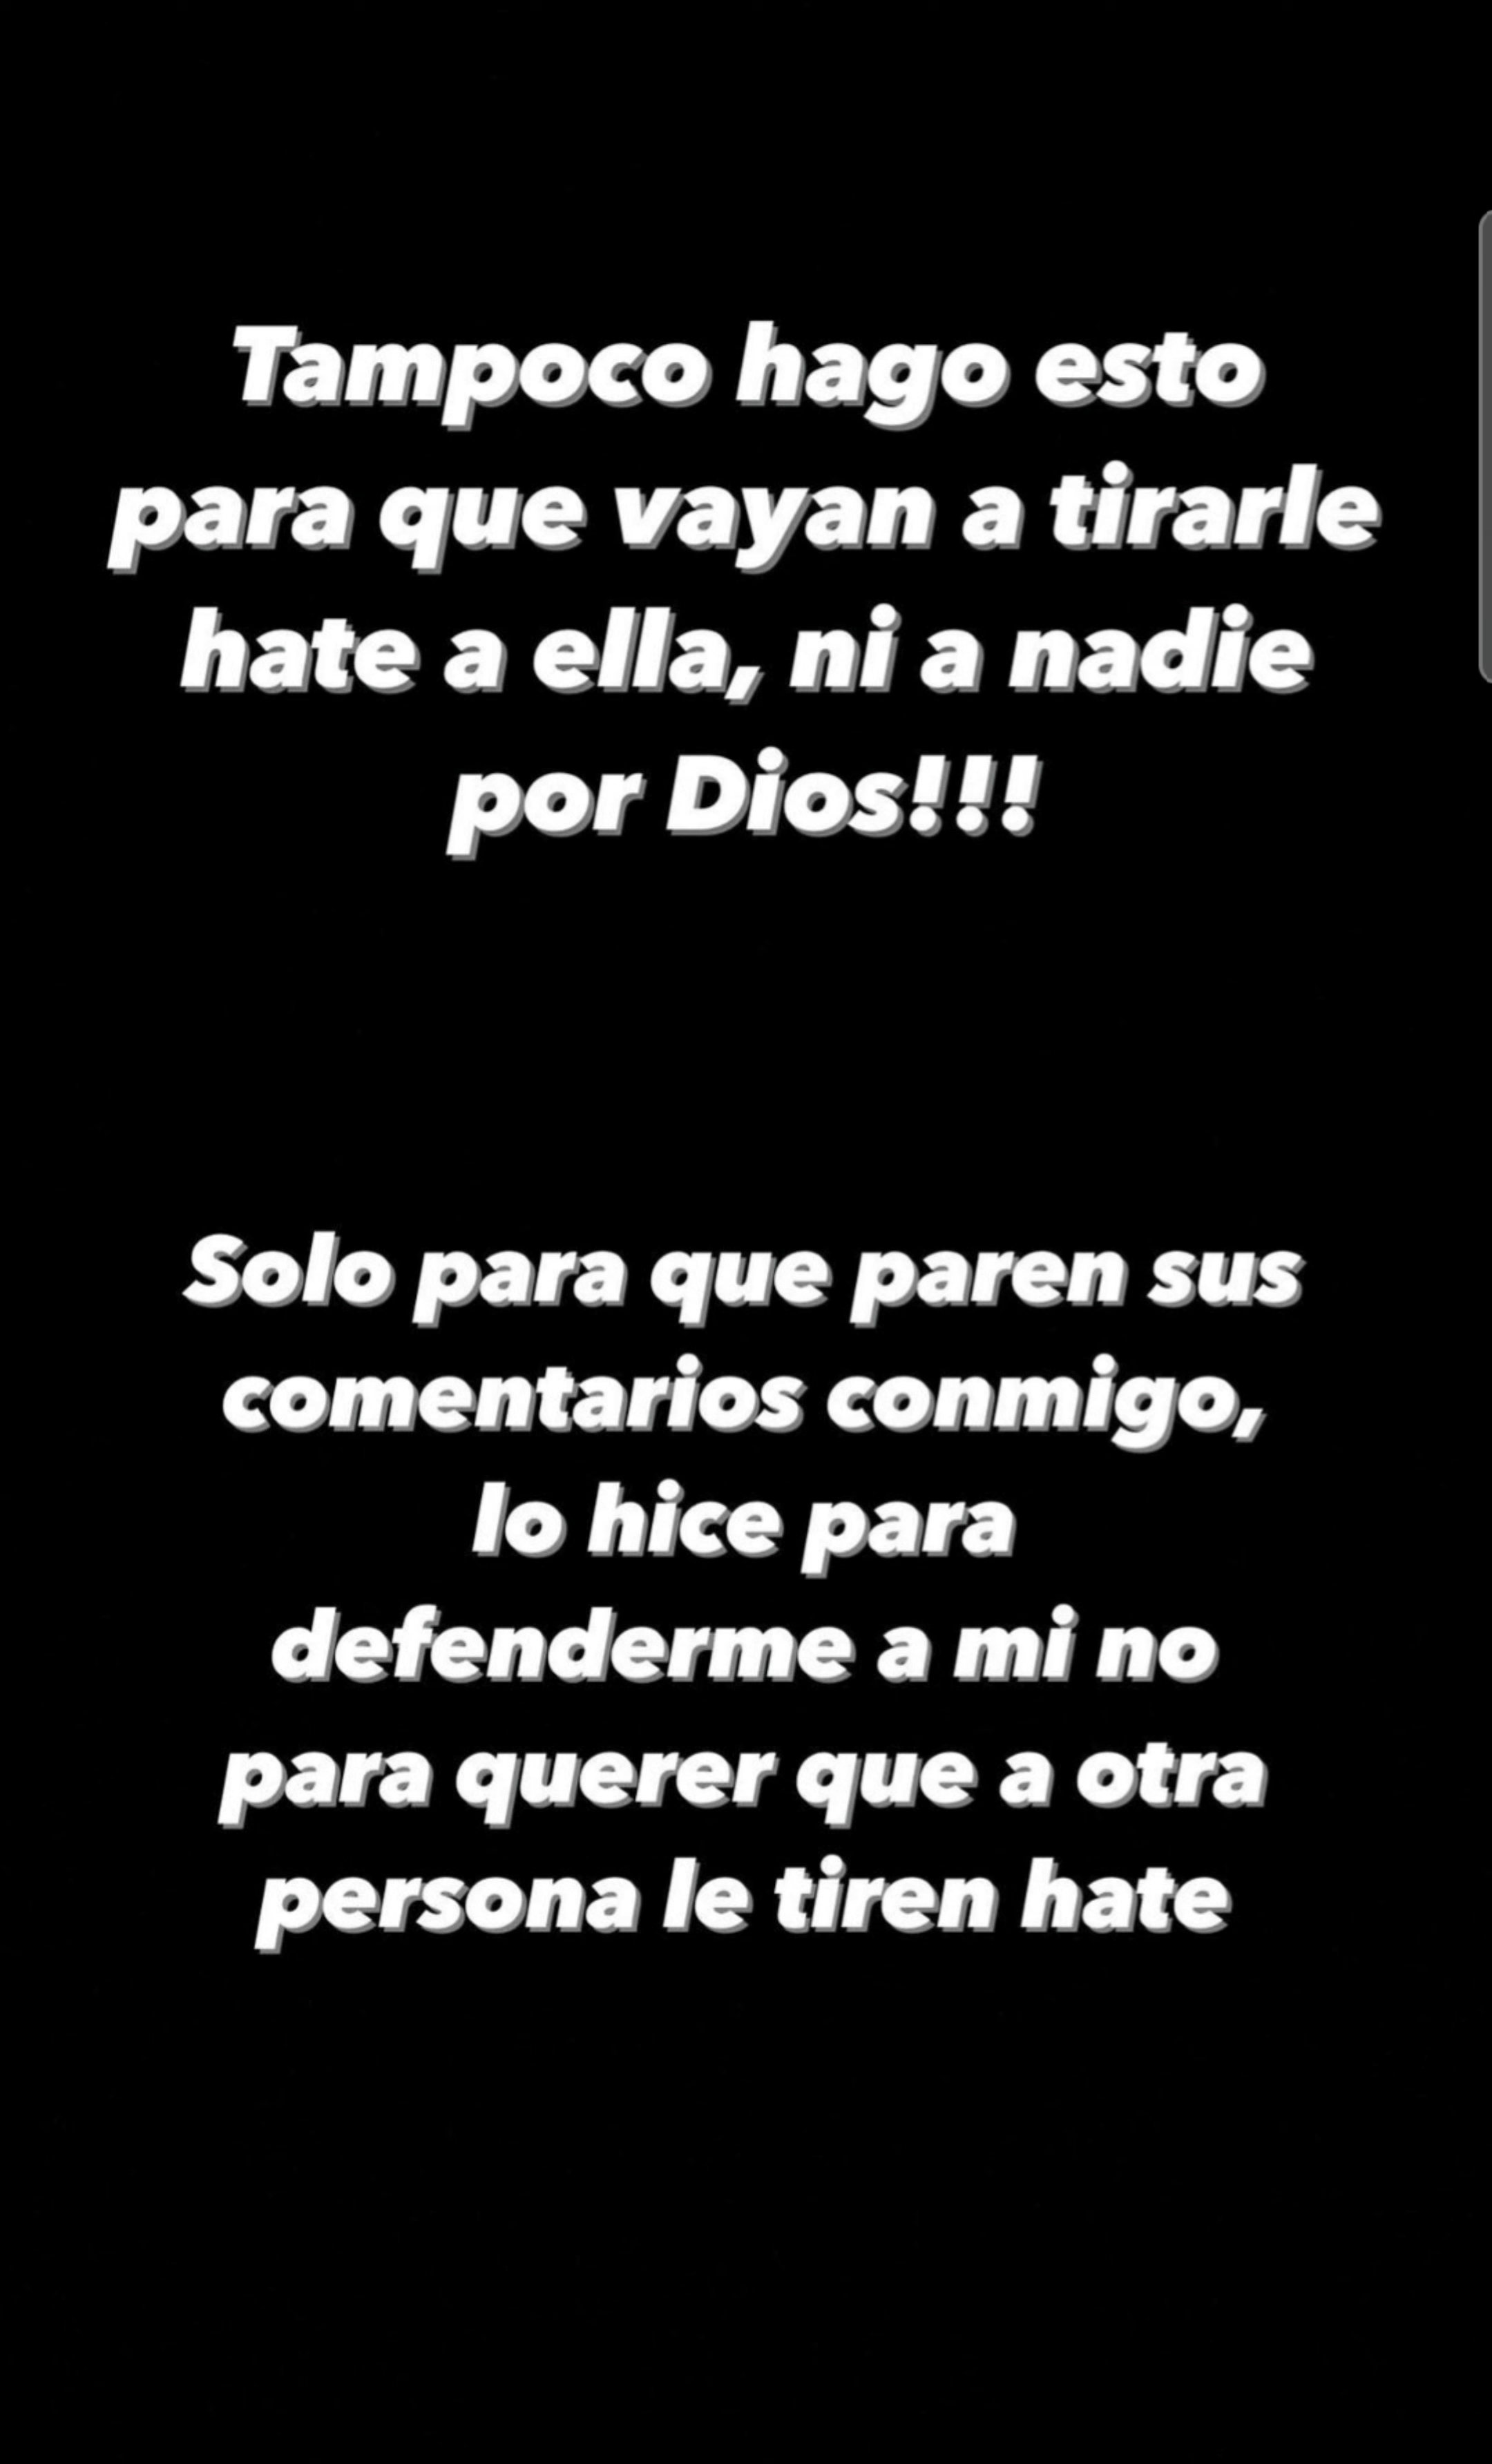 Tampoco hago esto
para que vayan a tirarle
hate a ella, ni a nadie
por Dios!!!
Solo para que paren sus
comentarios conmigo,
lo hice para
defenderme a mi no
para querer que a otra
persona le tiren hate